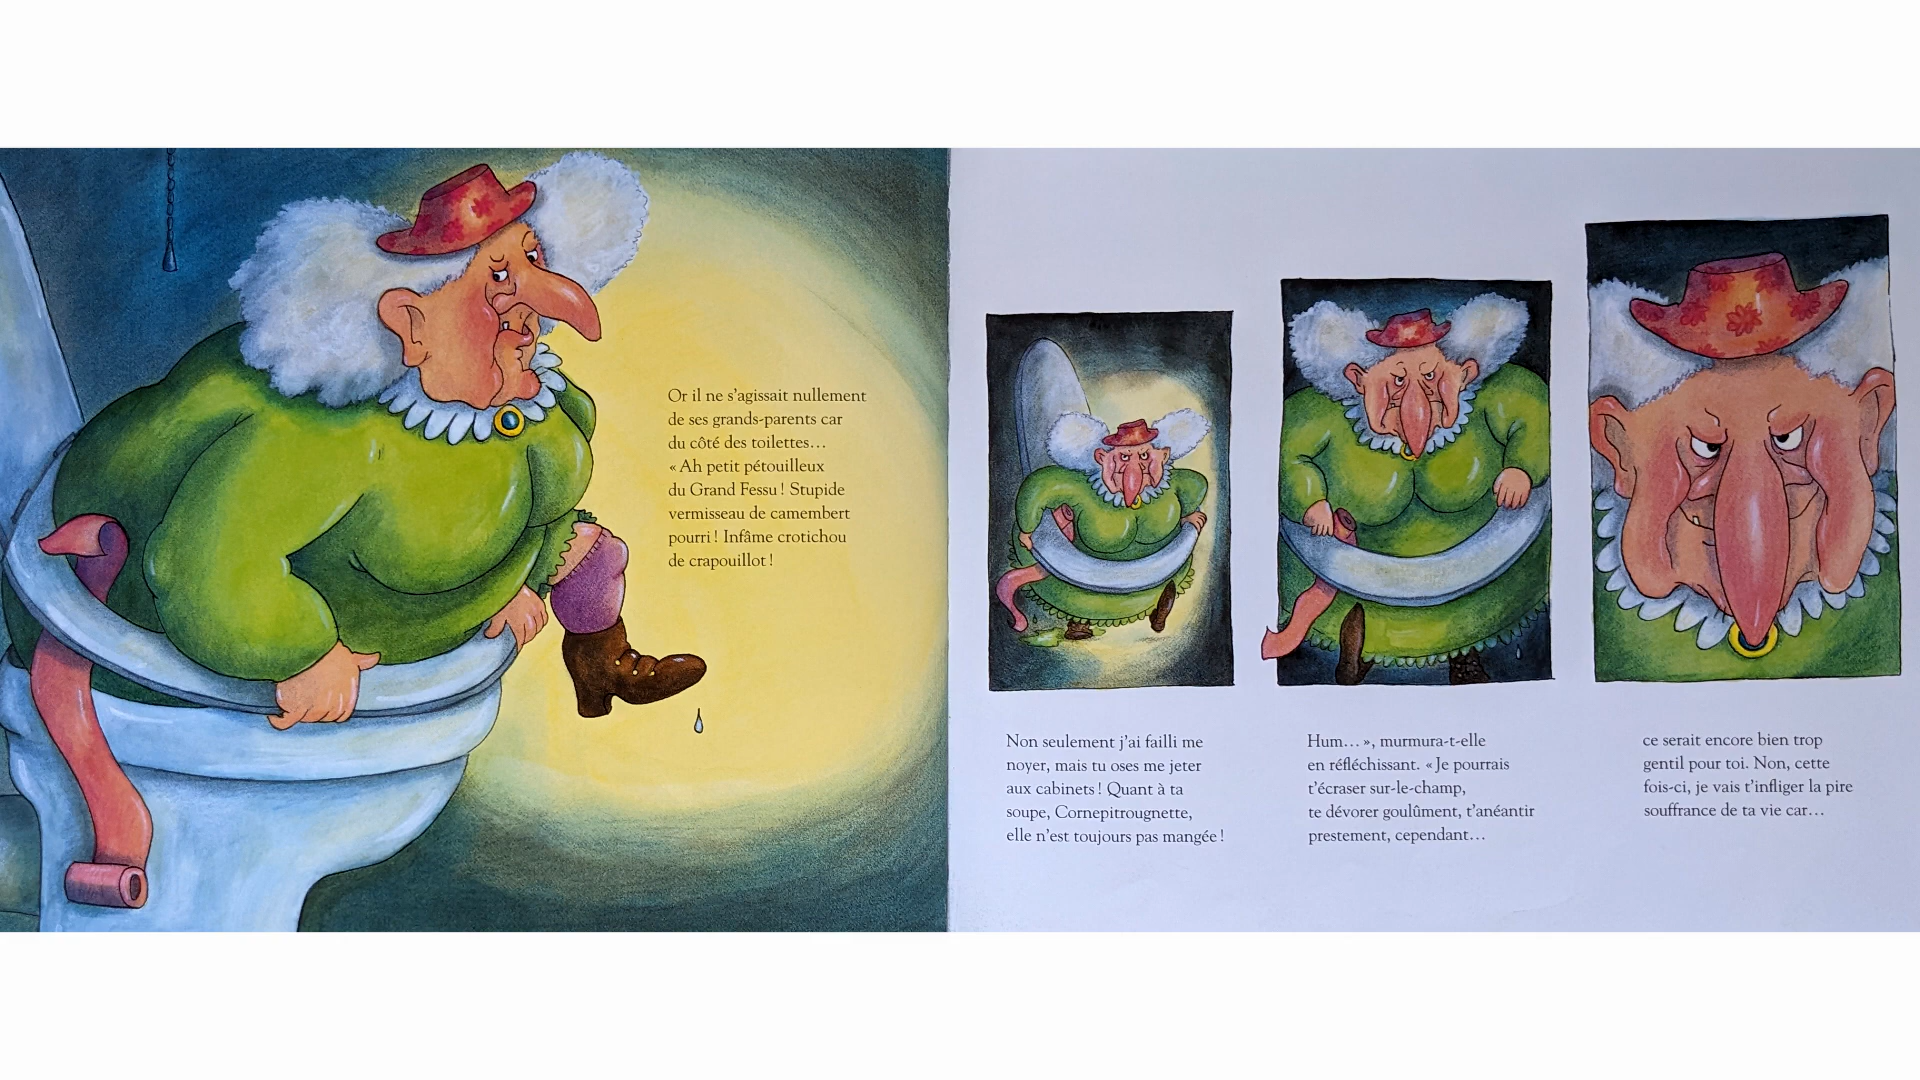 Or il ne s’agissait nullement
de ses grands-parents car
du côté des toilettes…
« Ah petit pétouilleux
du Grand Fessu ! Stupide
vermisseau de camembert
pourri ! Infâme crotichou
de crapouillot !
Non seulement j’ai failli me
noyer, mais tu oses me jeter
aux cabinets ! Quant à ta
soupe, Cornepitrougnette,
elle n’est toujours pas mangée !
Hum… », murmura-t-elle
en réfléchissant. « Je pourrais
t’écraser sur-le-champ,
te dévorer goulûment, t’anéantir
prestement, cependant…
ce serait encore bien trop
gentil pour toi. Non, cette
fois-ci, je vais t’infliger la pire
souffrance de ta vie car…